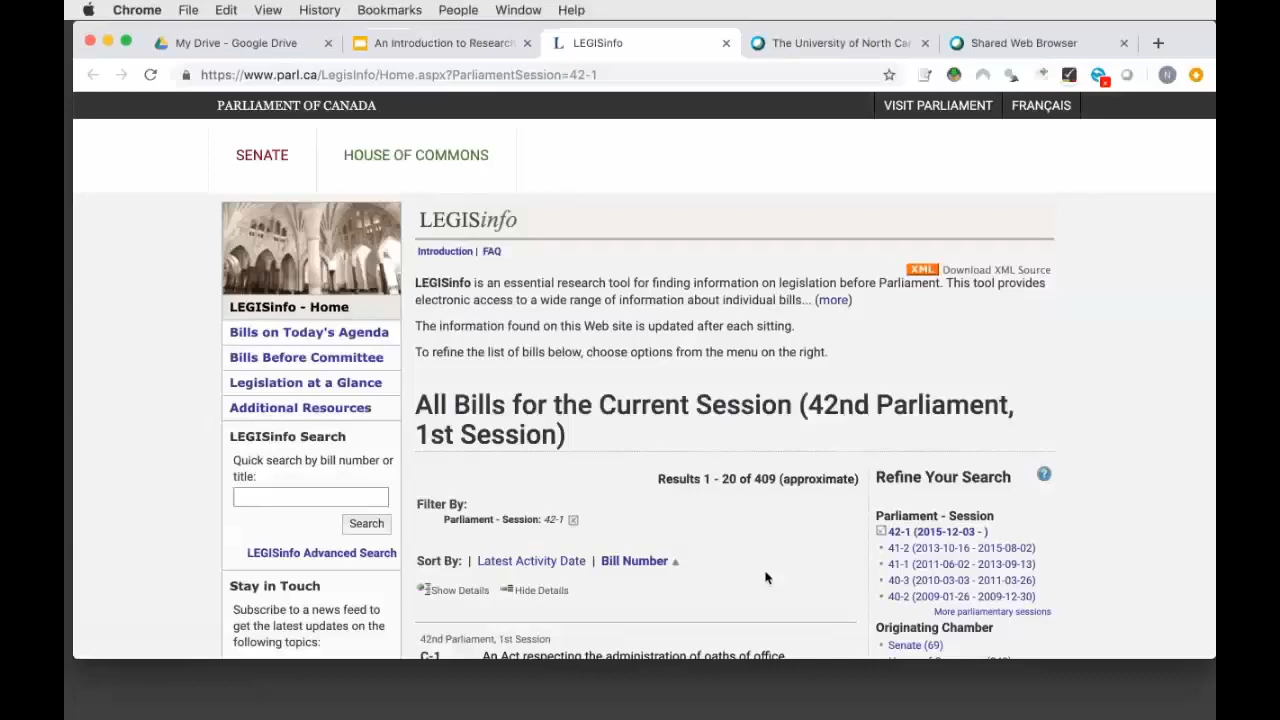 Chrome File Edit View History Bookmarks People Window Help
My Drive - Google Drive
An Introduction to Research
LEGISinfo
The University of North Ca
Shared Web Browser
https://www.parl.ca/LegisInfo/Home.aspx?ParliamentSession=42-1
PARLIAMENT OF CANADA
VISIT PARLIAMENT
FRANÇAIS
SENATE
HOUSE OF COMMONS
LEGISinfo
Introduction | FAQ
XML Download XML Source
LEGISinfo is an essential research tool for finding information on legislation before Parliament. This tool provides
electronic access to a wide range of information about individual bills... (more)
The information found on this Web site is updated after each sitting.
To refine the list of bills below, choose options from the menu on the right.
LEGISinfo - Home
Bills on Today's Agenda
Bills Before Committee
Legislation at a Glance
Additional Resources
LEGISinfo Search
Quick search by bill number or
title:
Search
LEGISinfo Advanced Search
Stay in Touch
Subscribe to a news feed to
get the latest updates on the
following topics:
All Bills for the Current Session (42nd Parliament,
1st Session)
Results 1 - 20 of 409 (approximate)
Filter By:
Parliament - Session: 42-1
Sort By: | Latest Activity Date | Bill Number
Show Details Hide Details
42nd Parliament, 1st Session
C-1 An Act respecting the administration of oaths of office
Refine Your Search
Parliament - Session
42-1 (2015-12-03 - )
41-2 (2013-10-16 - 2015-08-02)
41-1 (2011-06-02 - 2013-09-13)
40-3 (2010-03-03 - 2011-03-26)
40-2 (2009-01-26 - 2009-12-30)
More parliamentary sessions
Originating Chamber
Senate (69)